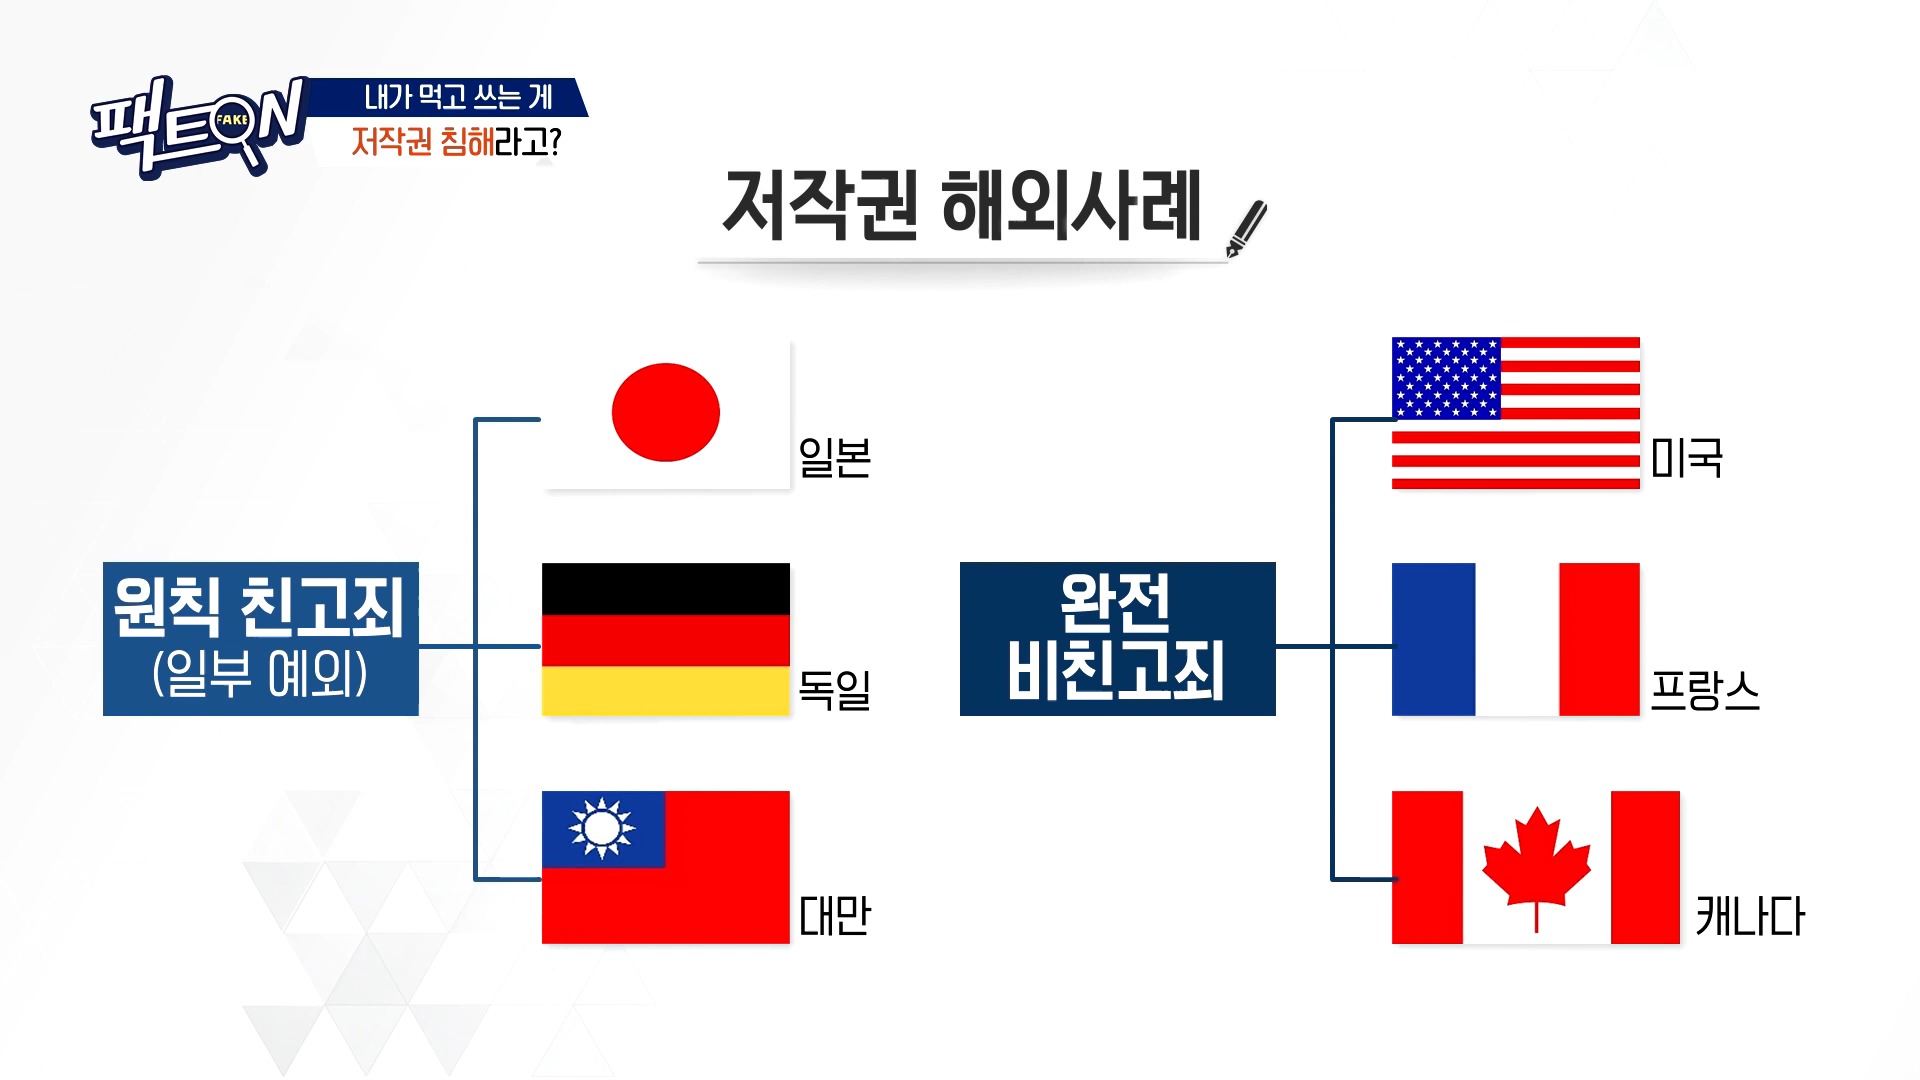 팩트ON
FAKE
내가 먹고 쓰는 게
저작권 침해라고?
저작권 해외사례
원칙 친고죄
(일부 예외)
일본
독일
대만
완전
비친고죄
미국
프랑스
캐나다